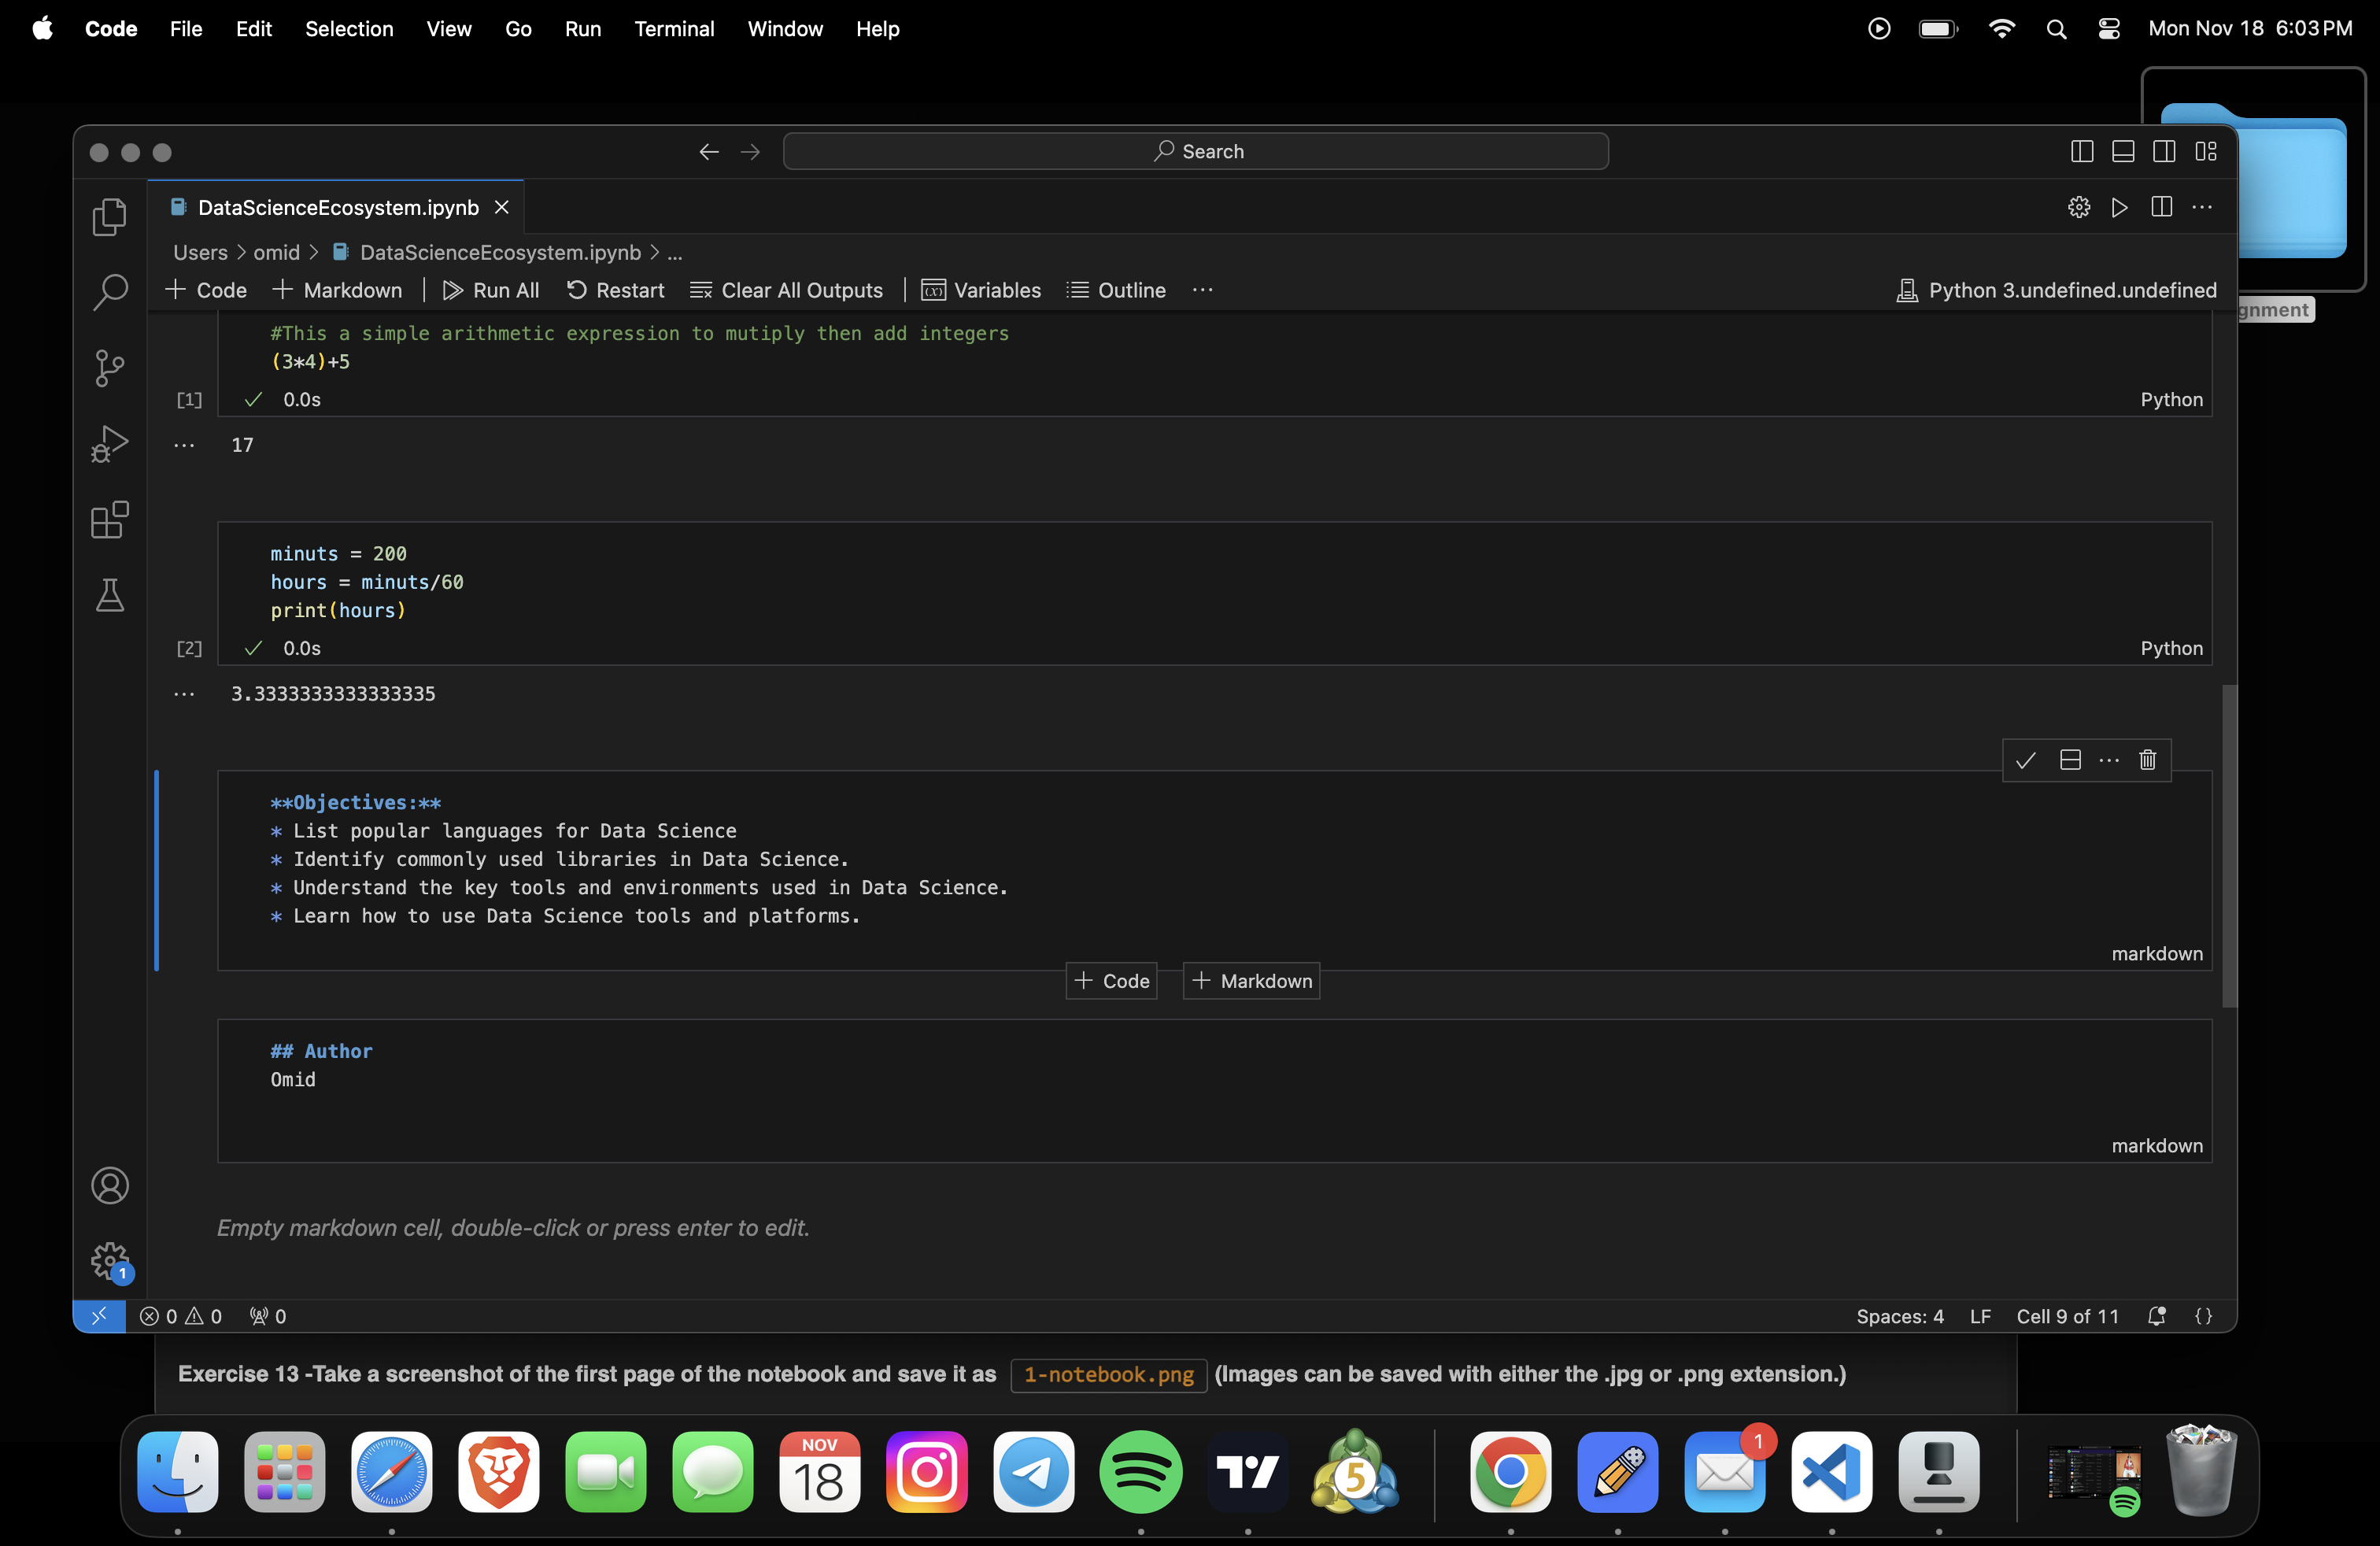 Code File Edit Selection View Go Run Terminal Window Help
Mon Nov 18 6:03 PM
Search
gnment
DataScienceEcosystem.ipynb
Users > omid > DataScienceEcosystem.ipynb > ...
+ Code + Markdown Run All Restart Clear All Outputs Variables Outline ...
Python 3.undefined.undefined
#This a simple arithmetic expression to mutiply then add integers
(3*4)+5
[1] 0.0s Python
17
minuts = 200
hours = minuts/60
print(hours)
[2] 0.0s Python
3.3333333333333335
**Objectives:**
* List popular languages for Data Science
* Identify commonly used libraries in Data Science.
* Understand the key tools and environments used in Data Science.
* Learn how to use Data Science tools and platforms.
markdown
+ Code + Markdown
## Author
Omid
markdown
Empty markdown cell, double-click or press enter to edit.
1
0 0 0
Spaces: 4 LF Cell 9 of 11 {}
Exercise 13 -Take a screenshot of the first page of the notebook and save it as 1-notebook.png (Images can be saved with either the .jpg or .png extension.)
NOV
18
5
1